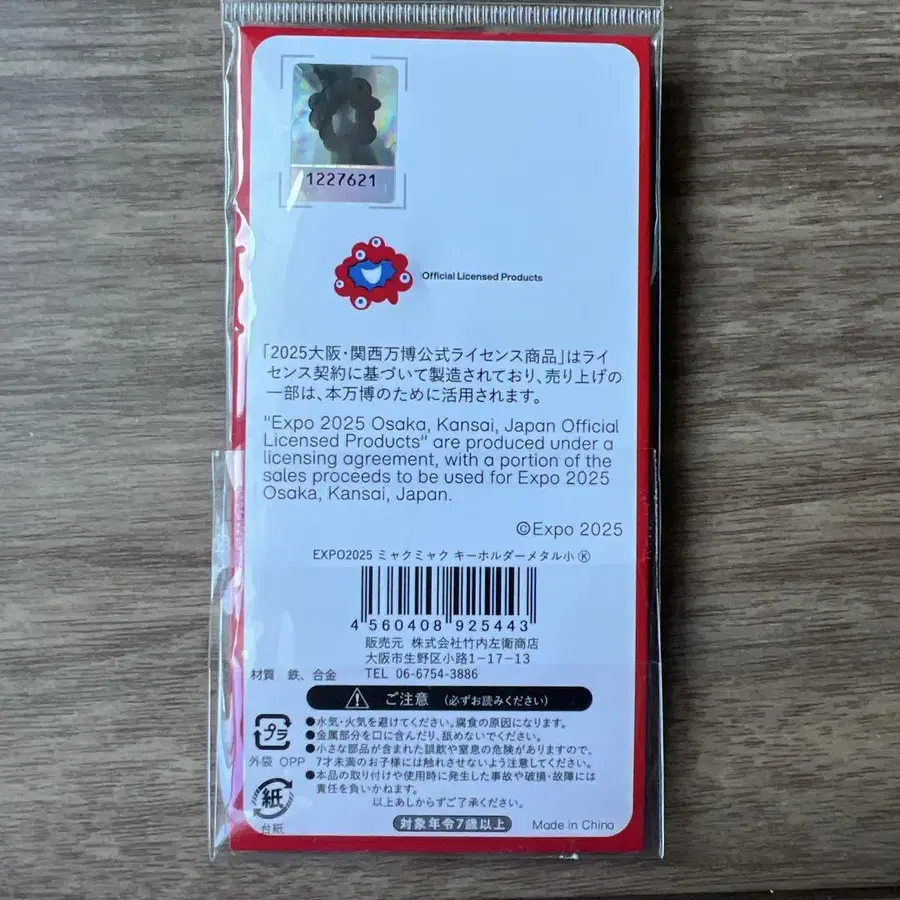 1227621
Official Licensed Products
「2025大阪・関西万博公式ライセンス商品」はライ
センス契約に基づいて製造されており、売り上げの
一部は、本万博のために活用されます。
"Expo 2025 Osaka, Kansai, Japan Official
Licensed Products" are produced under a
licensing agreement, with a portion of the
sales proceeds to be used for Expo 2025
Osaka, Kansai, Japan.
©Expo 2025
EXPO2025 ミャクミャク キーホルダーメタル小 Ⓚ
4 560408 925443
販売元 株式会社竹内左衛商店
大阪市生野区小路1-17-13
材質 鉄、合金
TEL 06-6754-3886
⚠ ご注意 (必ずお読みください)
●水気・火気を避けてください。腐食の原因になります。
●金属部分を口に含んだり、舐めないでください。
●小さな部品が含まれた誤飲や窒息の危険がありますので、
7才未満のお子様には触れさせないよう注意してください。
●本品の取り付けや使用時に発生した事故や破損・故障には
責任を負いかねます。
以上あしからずご了承ください。
プラ
外袋 OPP
紙
台紙
対象年令7歳以上
Made in China